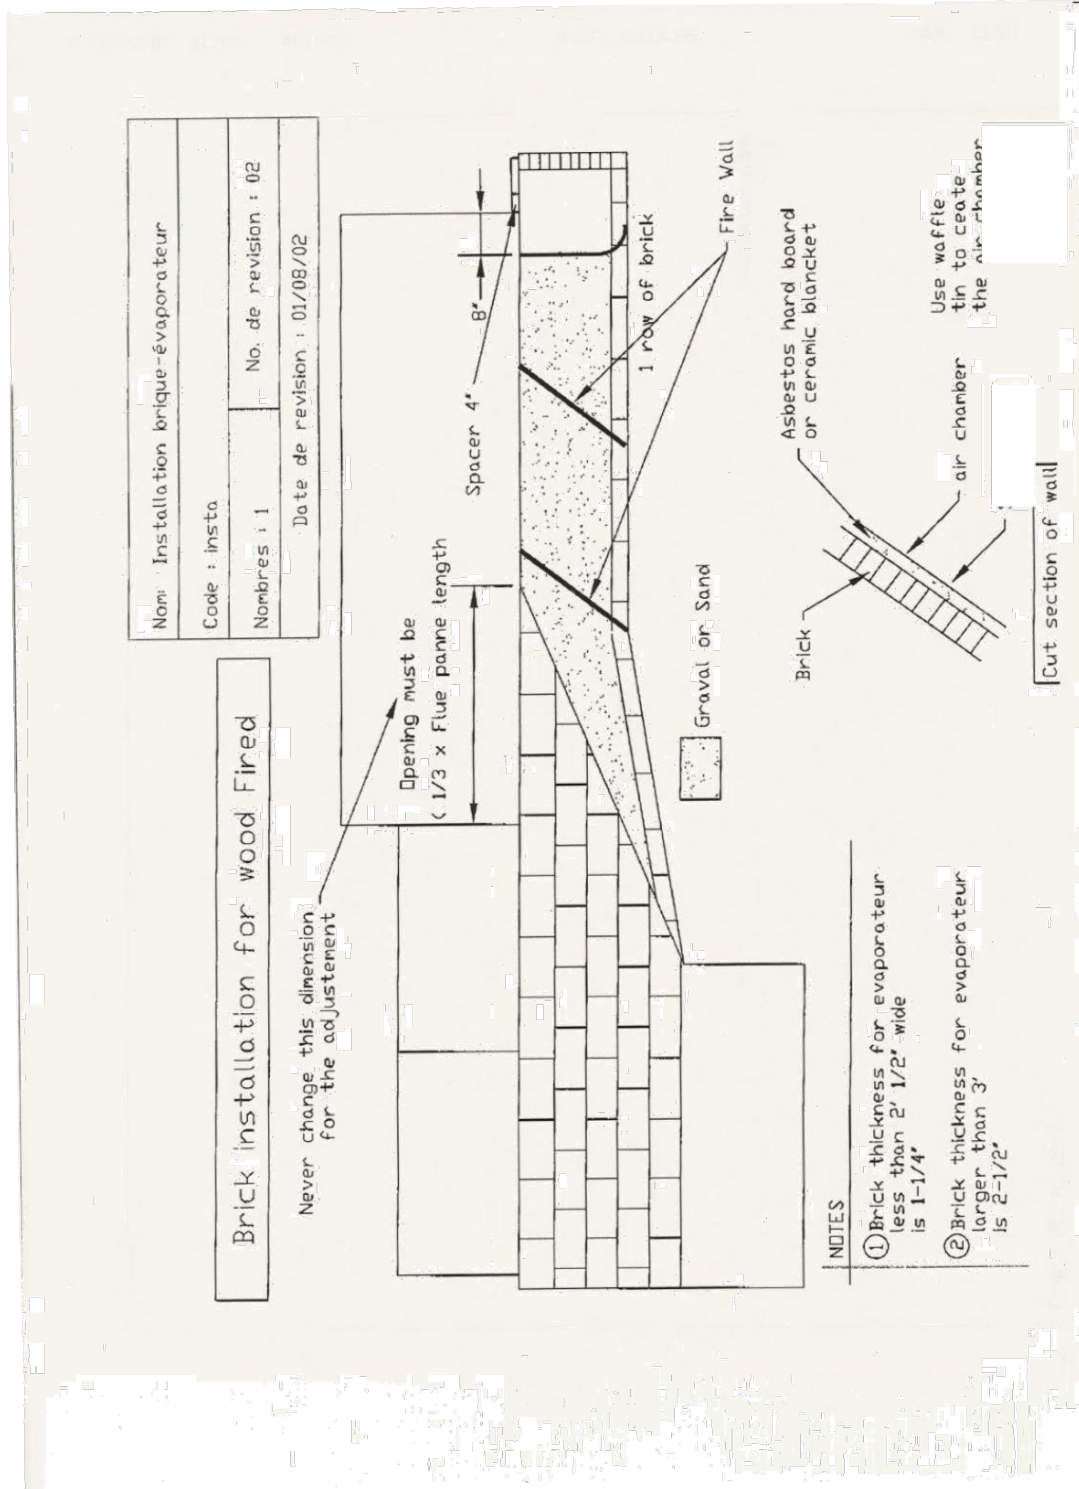 Brick installation for wood Fired
Nom: Installation brique-évaporateur
Code : insta
Nombres : 1
No. de revision : 02
Date de revision : 01/08/02
Never change this dimension
for the adjustement
Opening must be
( 1/3 x Flue panne length
Spacer 4"
8"
1 row of brick
Fire Wall
Graval or Sand
Brick
Asbestos hard board
or ceramic blancket
air chamber
Use waffle
tin to ceate
the air chamber
Cut section of wall
NOTES
1 Brick thickness for evaporateur
less than 2' 1/2" wide
is 1-1/4"
2 Brick thickness for evaporateur
larger than 3'
is 2-1/2"